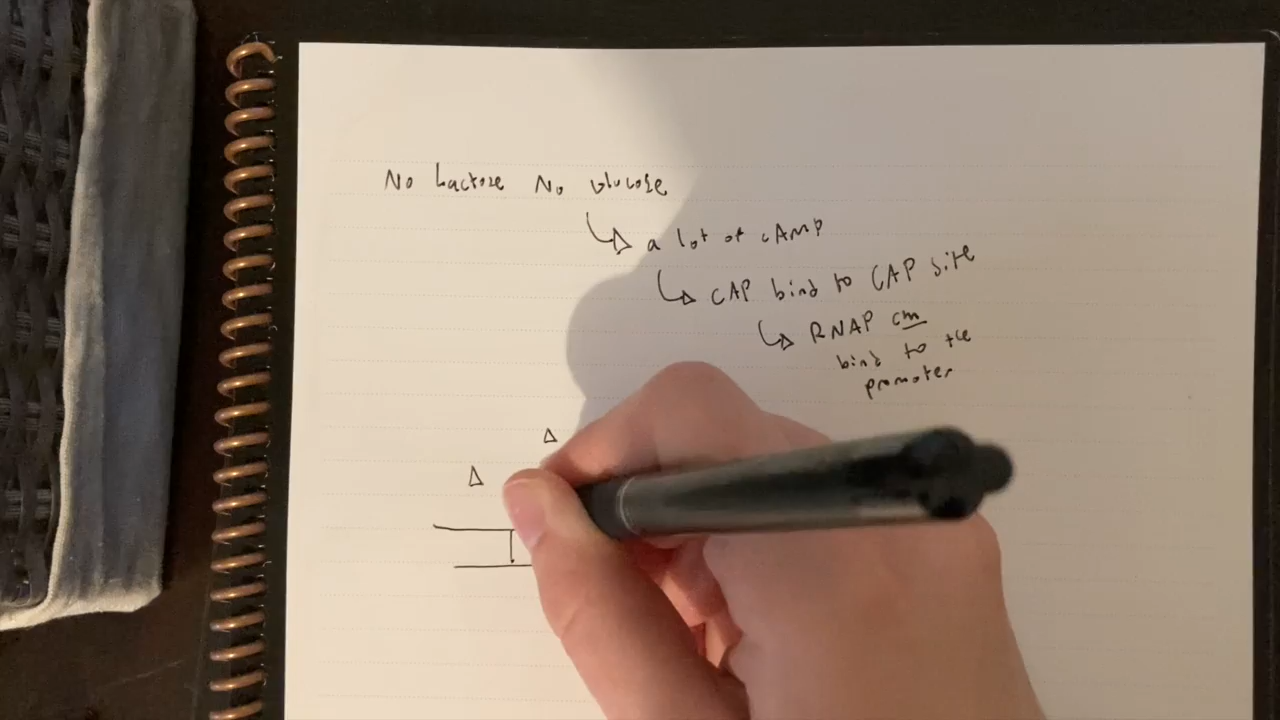 No Lactose No Glucose
a lot of cAMP
CAP bind to CAP site
RNAP can
bind to the
promoter